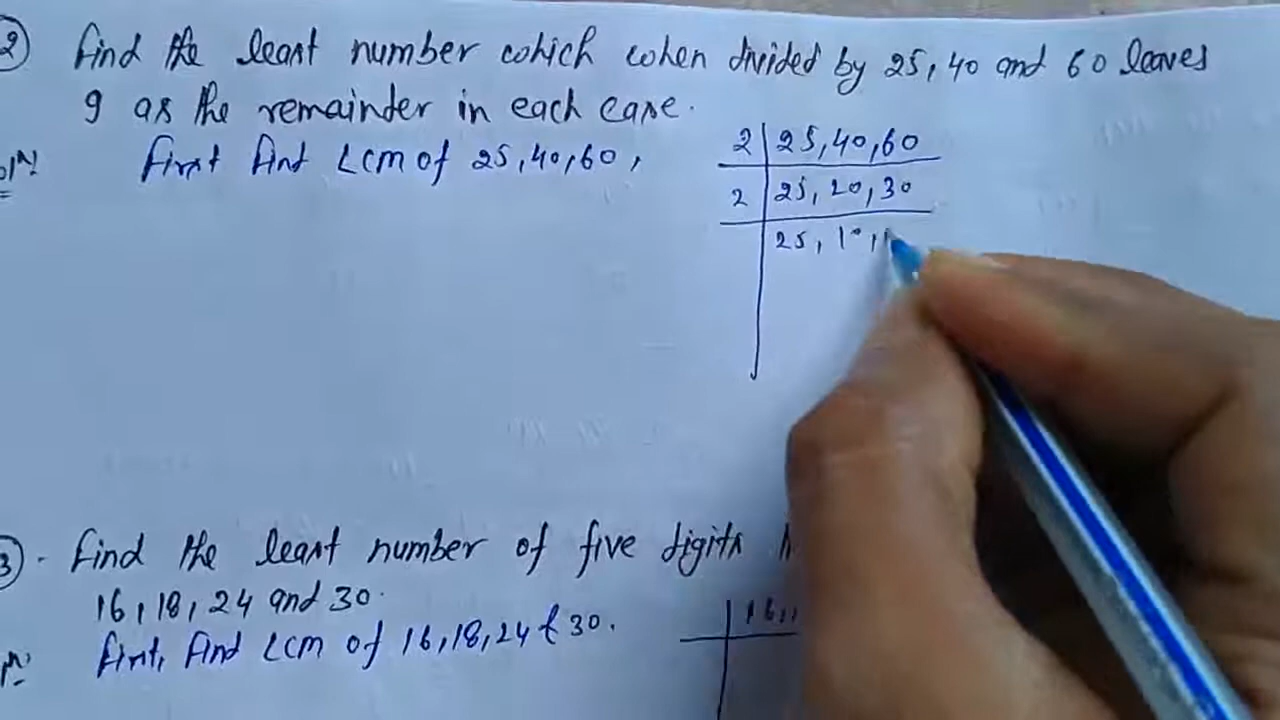 2 Find the least number which when divided by 25, 40 and 60 leaves
9 as the remainder in each case.
First find LCM of 25, 40, 60,
2 25, 40, 60
2 25, 20, 30
25, 10, 1
3 - Find the least number of five digits
16, 18, 24 and 30.
First, find LCM of 16, 18, 24 & 30.
16,